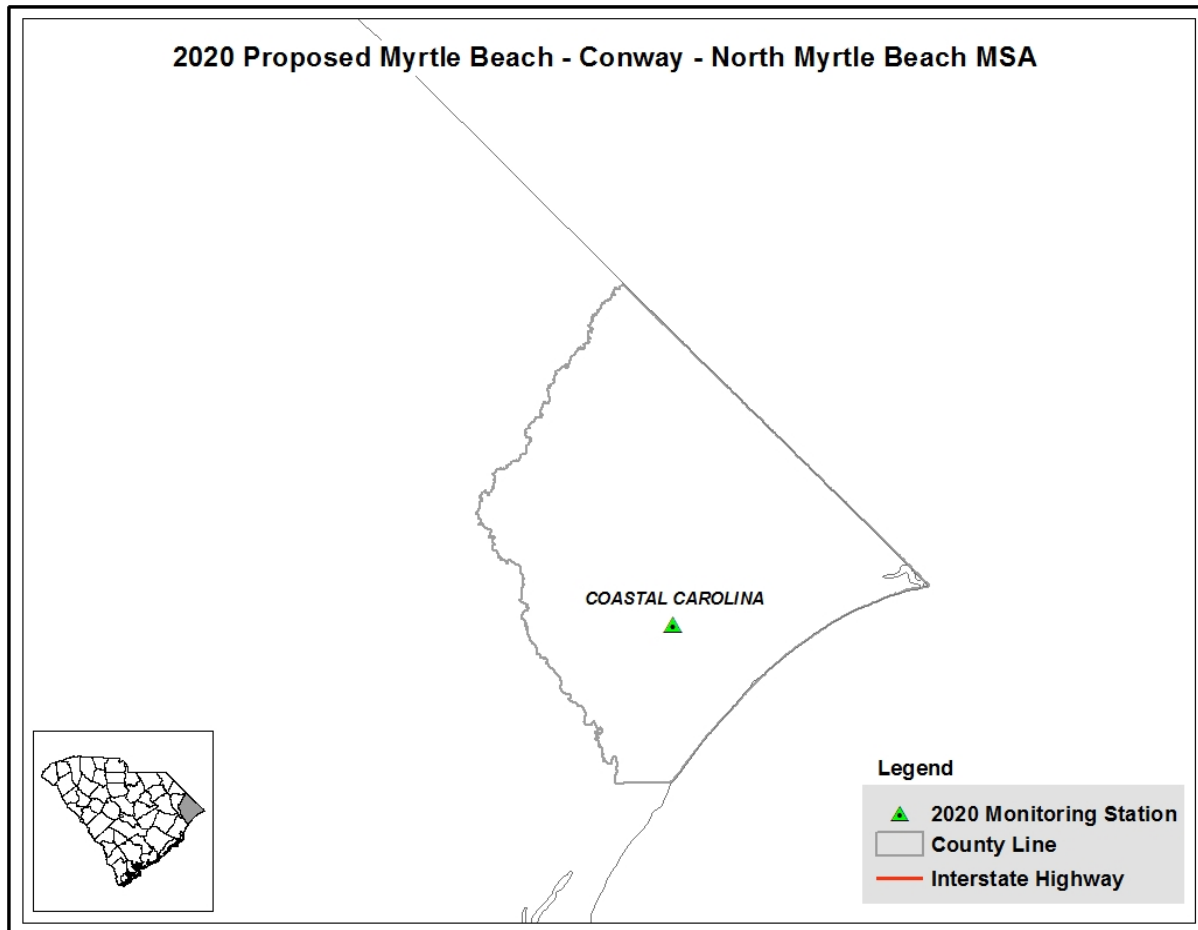 2020 Proposed Myrtle Beach - Conway - North Myrtle Beach MSA
COASTAL CAROLINA
Legend
2020 Monitoring Station
County Line
Interstate Highway